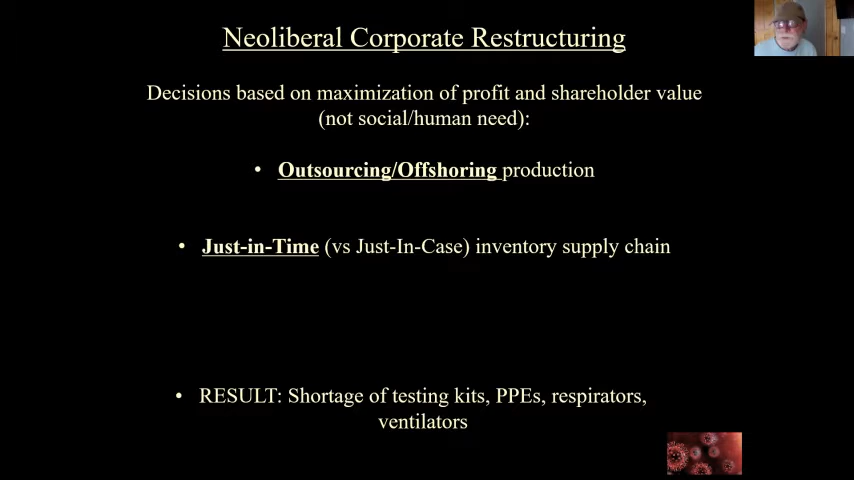 Neoliberal Corporate Restructuring
Decisions based on maximization of profit and shareholder value
(not social/human need):
• Outsourcing/Offshoring production
• Just-in-Time (vs Just-In-Case) inventory supply chain
• RESULT: Shortage of testing kits, PPEs, respirators,
ventilators